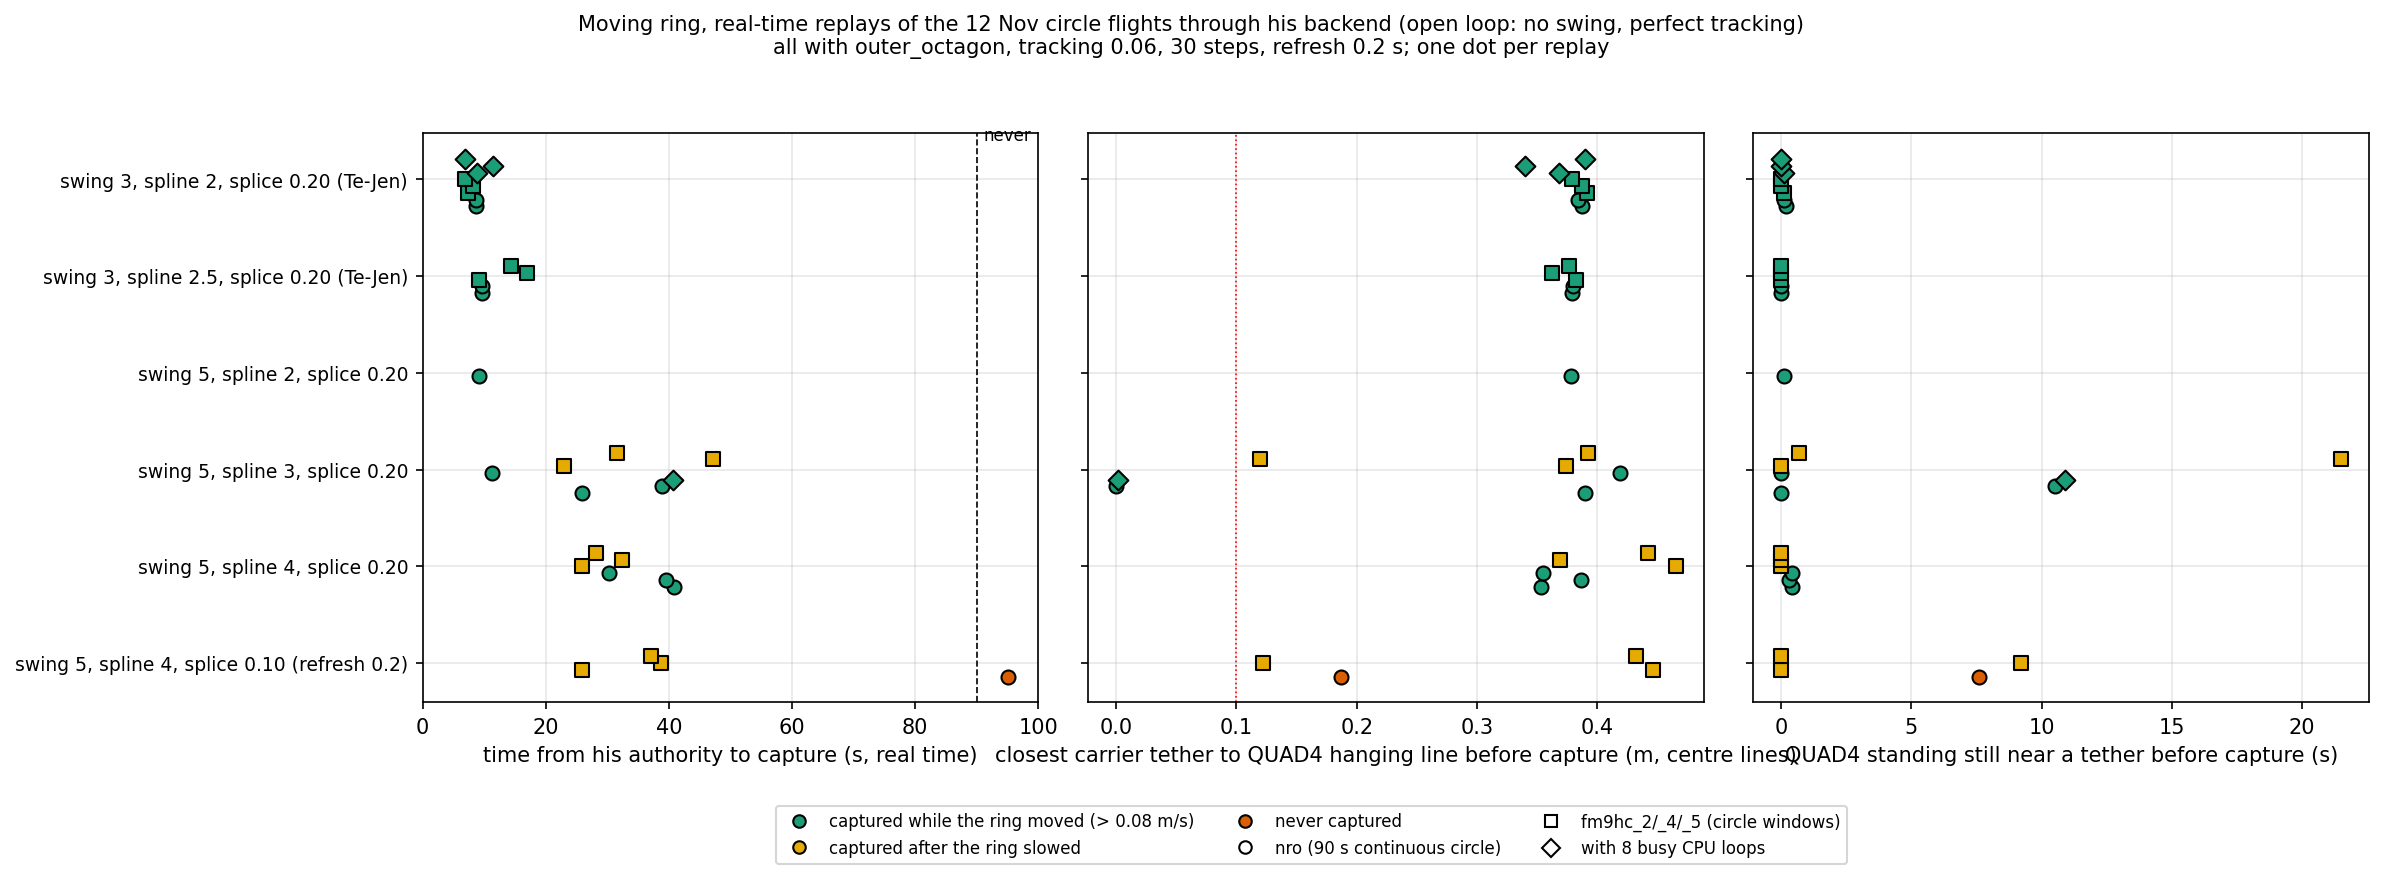 Moving ring, real-time replays of the 12 Nov circle flights through his backend (open loop: no swing, perfect tracking)
all with outer_octagon, tracking 0.06, 30 steps, refresh 0.2 s; one dot per replay
never
swing 3, spline 2, splice 0.20 (Te-Jen)
swing 3, spline 2.5, splice 0.20 (Te-Jen)
swing 5, spline 2, splice 0.20
swing 5, spline 3, splice 0.20
swing 5, spline 4, splice 0.20
swing 5, spline 4, splice 0.10 (refresh 0.2)
0 20 40 60 80 100
0.0 0.1 0.2 0.3 0.4
0 5 10 15 20
time from his authority to capture (s, real time)
closest carrier tether to QUAD4 hanging line before capture (m, centre lines)
QUAD4 standing still near a tether before capture (s)
captured while the ring moved (> 0.08 m/s)
captured after the ring slowed
never captured
nro (90 s continuous circle)
fm9hc_2/_4/_5 (circle windows)
with 8 busy CPU loops